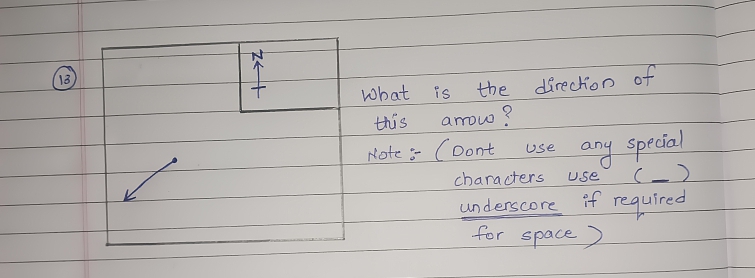 13
N
What is the direction of
this arrow?
Note :- (Dont use any special
characters use (_)
underscore if required
for space)